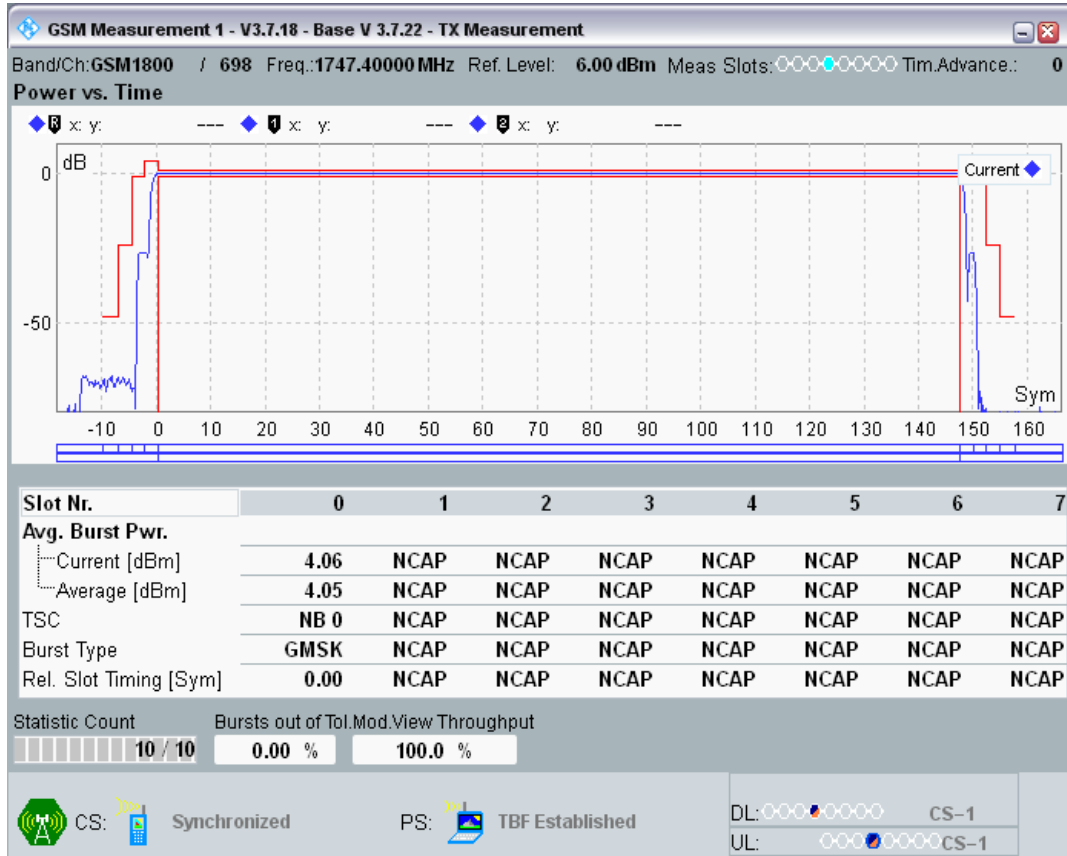 GSM Measurement 1 - V3.7.18 - Base V 3.7.22 - TX Measurement
Band/Ch:GSM1800 / 698 Freq.:1747.40000 MHz Ref. Level: 6.00 dBm Meas Slots: Tim.Advance.: 0
Power vs. Time
R x: y: --- 1 x: y: --- 2 x: y: ---
dB
0
Current
-50
Sym
-10 0 10 20 30 40 50 60 70 80 90 100 110 120 130 140 150 160
Slot Nr. 0 1 2 3 4 5 6 7
Avg. Burst Pwr.
Current [dBm] 4.06 NCAP NCAP NCAP NCAP NCAP NCAP NCAP
Average [dBm] 4.05 NCAP NCAP NCAP NCAP NCAP NCAP NCAP
TSC NB 0 NCAP NCAP NCAP NCAP NCAP NCAP NCAP
Burst Type GMSK NCAP NCAP NCAP NCAP NCAP NCAP NCAP
Rel. Slot Timing [Sym] 0.00 NCAP NCAP NCAP NCAP NCAP NCAP NCAP
Statistic Count Bursts out of Tol. Mod.View Throughput
10 / 10 0.00 % 100.0 %
CS: Synchronized PS: TBF Established DL: CS-1
UL: CS-1